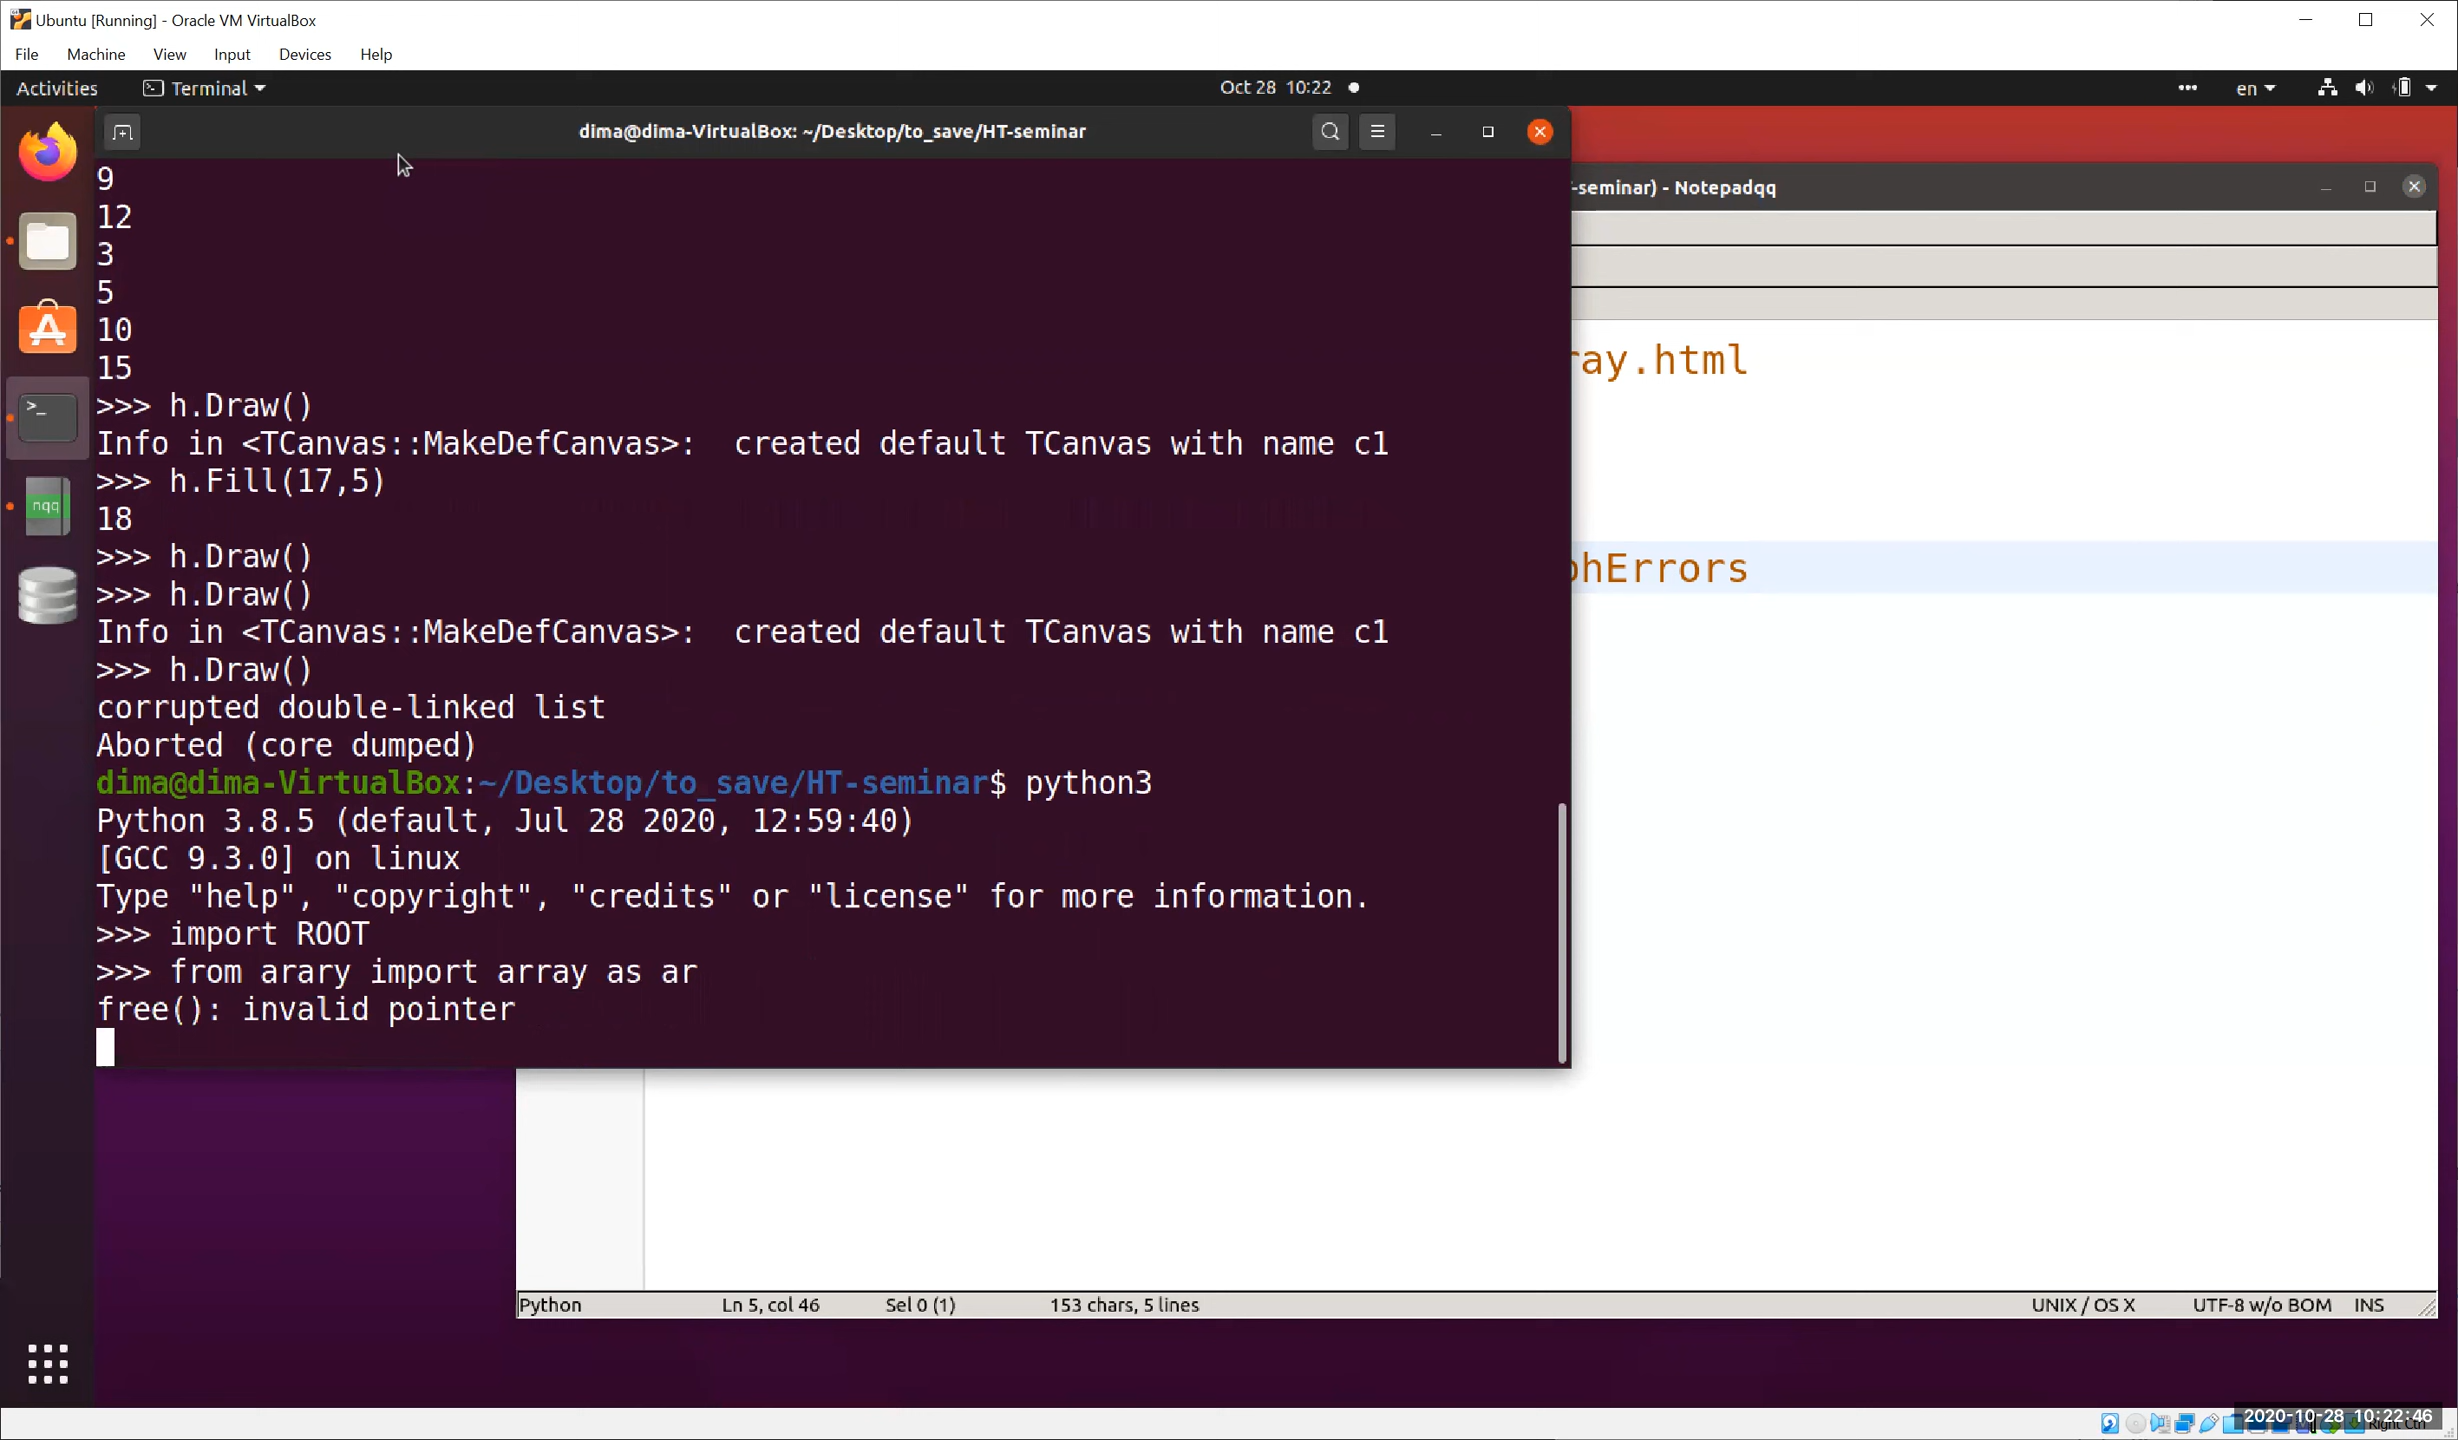 Ubuntu [Running] - Oracle VM VirtualBox
File Machine View Input Devices Help
Activities Terminal Oct 28 10:22 en
dima@dima-VirtualBox: ~/Desktop/to_save/HT-seminar
-seminar) - Notepadqq
9
12
3
5
10
15
>>> h.Draw()
Info in <TCanvas::MakeDefCanvas>:  created default TCanvas with name c1
>>> h.Fill(17,5)
18
>>> h.Draw()
>>> h.Draw()
Info in <TCanvas::MakeDefCanvas>:  created default TCanvas with name c1
>>> h.Draw()
corrupted double-linked list
Aborted (core dumped)
dima@dima-VirtualBox:~/Desktop/to_save/HT-seminar$ python3
Python 3.8.5 (default, Jul 28 2020, 12:59:40)
[GCC 9.3.0] on linux
Type "help", "copyright", "credits" or "license" for more information.
>>> import ROOT
>>> from arary import array as ar
free(): invalid pointer
ray.html
phErrors
nqq
Python Ln 5, col 46 Sel 0 (1) 153 chars, 5 lines UNIX / OS X UTF-8 w/o BOM INS
2020-10-28 10:22:46
Right Ctrl